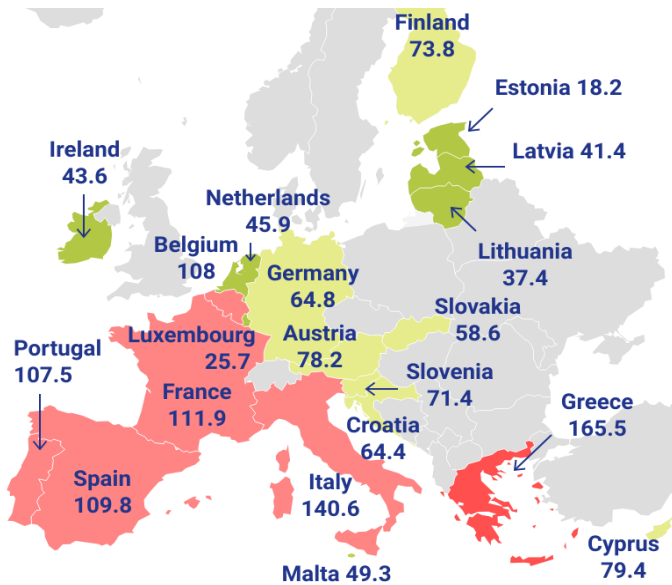 Finland
73.8
Estonia 18.2
Ireland
43.6
Latvia 41.4
Netherlands
45.9
Belgium
108
Lithuania
37.4
Germany
64.8
Slovakia
58.6
Luxembourg
25.7
Austria
78.2
Portugal
107.5
Slovenia
71.4
France
111.9
Greece
165.5
Croatia
64.4
Spain
109.8
Italy
140.6
Cyprus
79.4
Malta 49.3